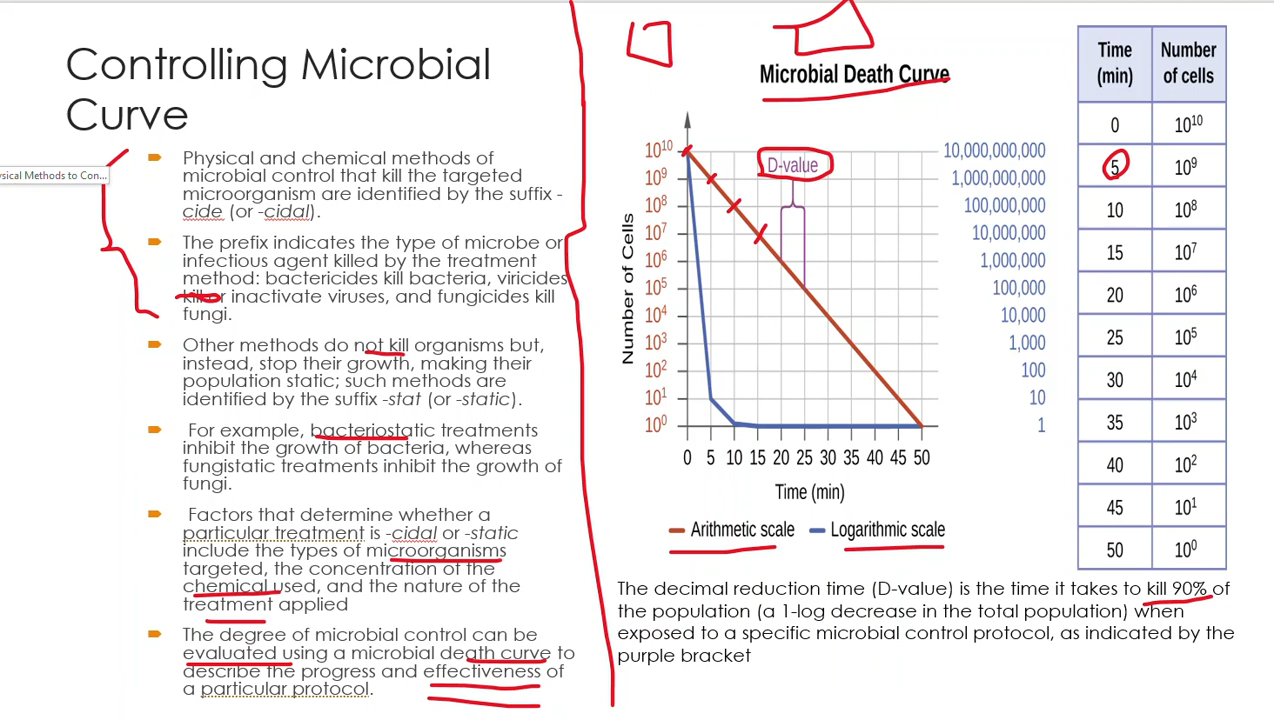 Controlling Microbial
Curve
ysical Methods to Con...
Physical and chemical methods of
microbial control that kill the targeted
microorganism are identified by the suffix -
cide (or -cidal).
The prefix indicates the type of microbe or
infectious agent killed by the treatment
method: bactericides kill bacteria, viricides
kill or inactivate viruses, and fungicides kill
fungi.
Other methods do not kill organisms but,
instead, stop their growth, making their
population static; such methods are
identified by the suffix -stat (or -static).
For example, bacteriostatic treatments
inhibit the growth of bacteria, whereas
fungistatic treatments inhibit the growth of
fungi.
Factors that determine whether a
particular treatment is -cidal or -static
include the types of microorganisms
targeted, the concentration of the
chemical used, and the nature of the
treatment applied
The degree of microbial control can be
evaluated using a microbial death curve to
describe the progress and effectiveness of
a particular protocol.
Microbial Death Curve
D-value
Number of Cells
10¹⁰ 10,000,000,000
10⁹ 1,000,000,000
10⁸ 100,000,000
10⁷ 10,000,000
10⁶ 1,000,000
10⁵ 100,000
10⁴ 10,000
10³ 1,000
10² 100
10¹ 10
10⁰ 1
0 5 10 15 20 25 30 35 40 45 50
Time (min)
Arithmetic scale Logarithmic scale
Time Number
(min) of cells
0 10¹⁰
5 10⁹
10 10⁸
15 10⁷
20 10⁶
25 10⁵
30 10⁴
35 10³
40 10²
45 10¹
50 10⁰
The decimal reduction time (D-value) is the time it takes to kill 90% of
the population (a 1-log decrease in the total population) when
exposed to a specific microbial control protocol, as indicated by the
purple bracket